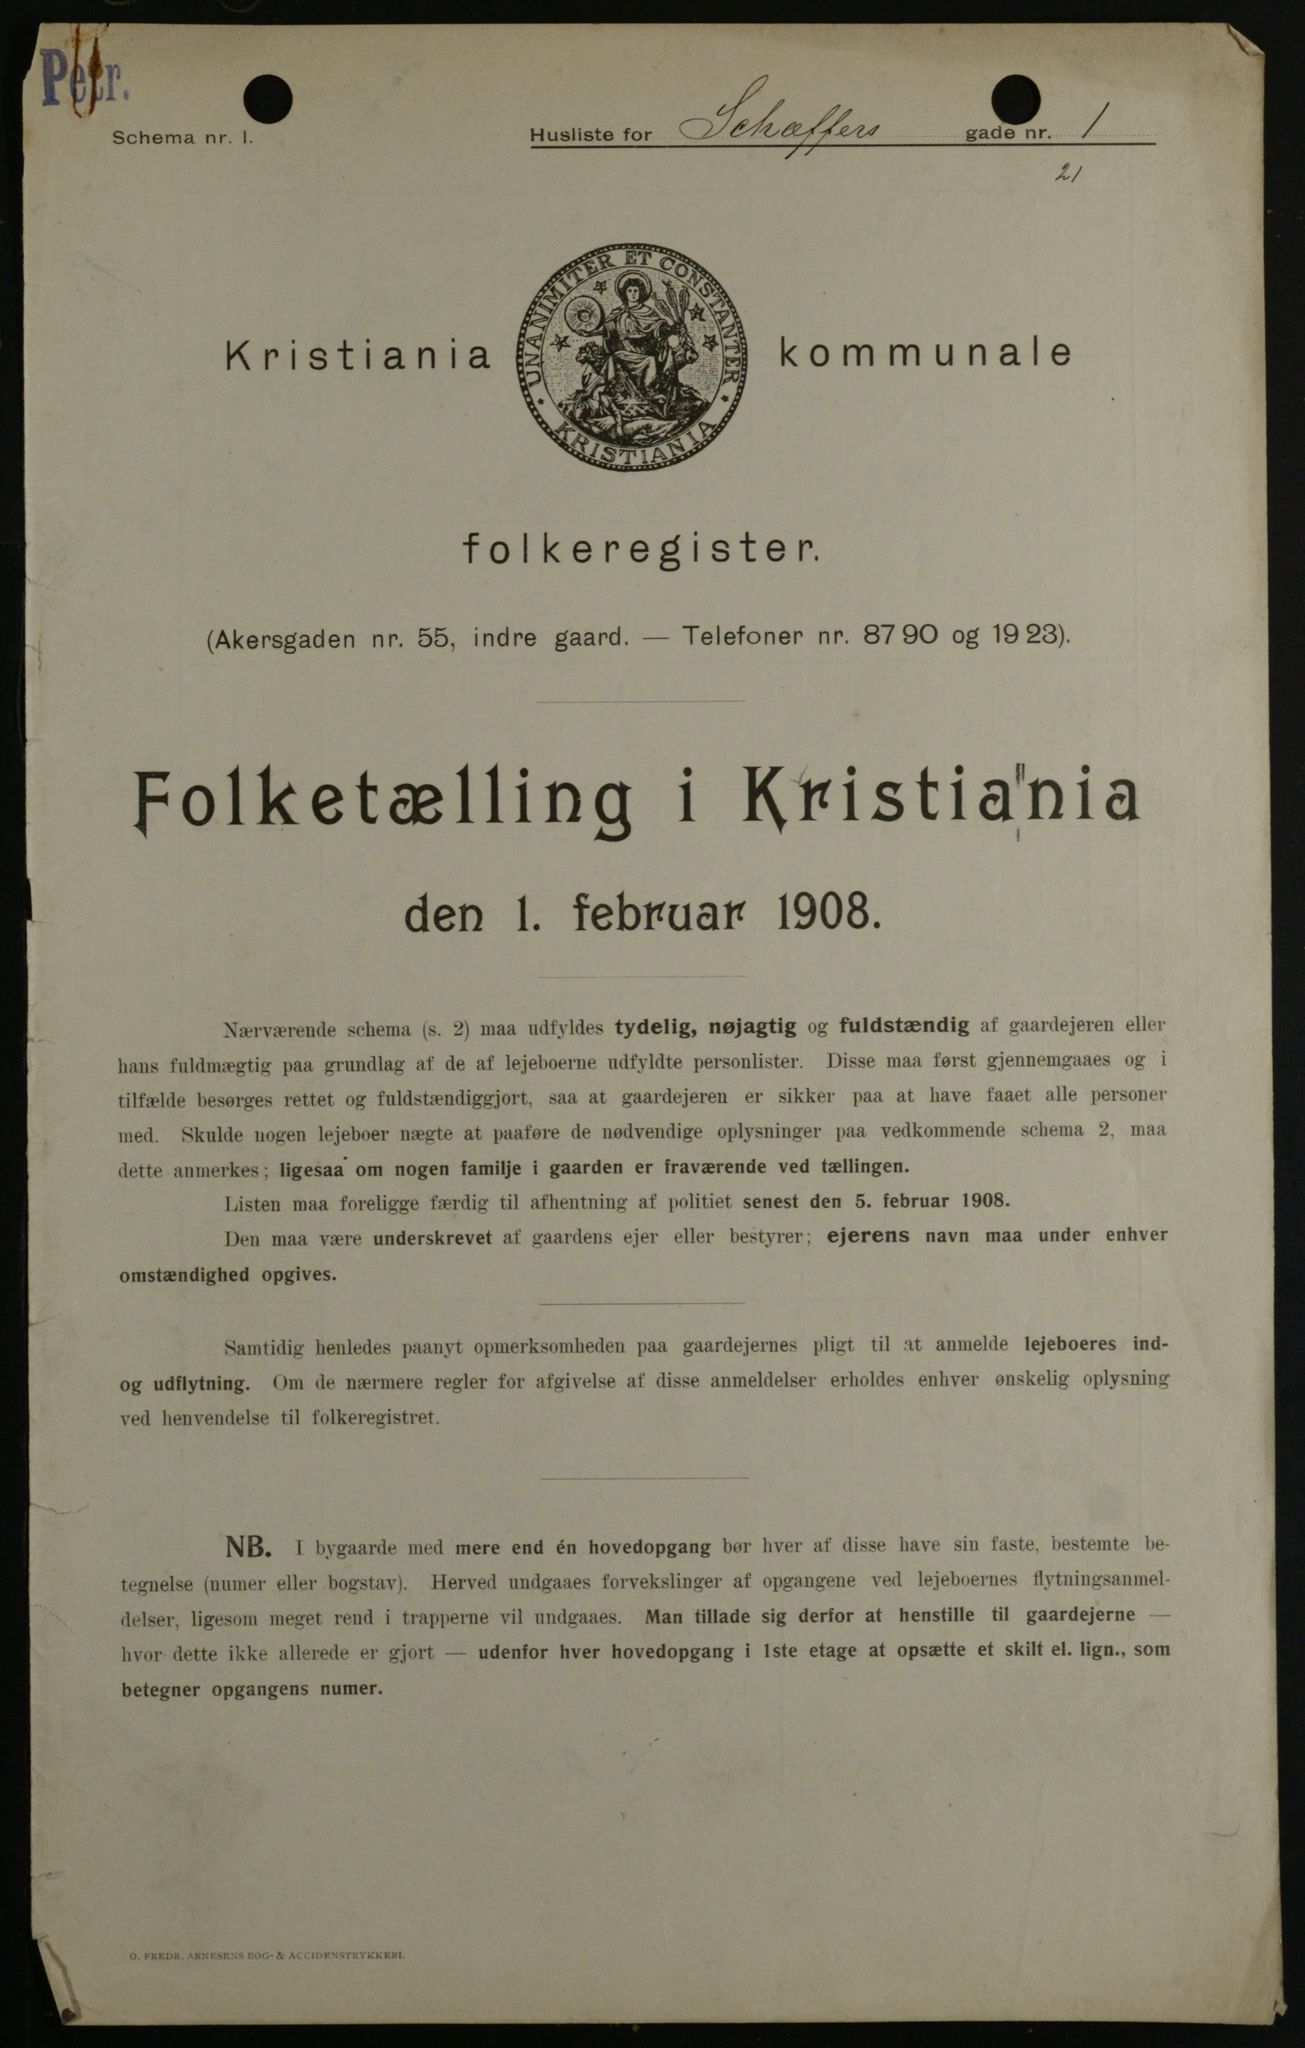 Petr.
Schema nr. 1.
Husliste for Schæffers gade nr. 1
21
UNANIMITER ET CONSTANTER
KRISTIANIA
Kristiania kommunale
folkeregister.
(Akersgaden nr. 55, indre gaard. — Telefoner nr. 87 90 og 19 23).
Folketælling i Kristiania
den 1. februar 1908.
Nærværende schema (s. 2) maa udfyldes tydelig, nøjagtig og fuldstændig af gaardejeren eller
hans fuldmægtig paa grundlag af de af lejeboerne udfyldte personlister. Disse maa først gjennemgaaes og i
tilfælde besørges rettet og fuldstændiggjort, saa at gaardejeren er sikker paa at have faaet alle personer
med. Skulde nogen lejeboer nægte at paaføre de nødvendige oplysninger paa vedkommende schema 2, maa
dette anmerkes; ligesaa om nogen familje i gaarden er fraværende ved tællingen.
Listen maa foreligge færdig til afhentning af politiet senest den 5. februar 1908.
Den maa være underskrevet af gaardens ejer eller bestyrer; ejerens navn maa under enhver
omstændighed opgives.
Samtidig henledes paanyt opmerksomheden paa gaardejernes pligt til at anmelde lejeboeres ind-
og udflytning. Om de nærmere regler for afgivelse af disse anmeldelser erholdes enhver ønskelig oplysning
ved henvendelse til folkeregistret.
NB. I bygaarde med mere end én hovedopgang bør hver af disse have sin faste, bestemte be-
tegnelse (numer eller bogstav). Herved undgaaes forvekslinger af opgangene ved lejeboernes flytningsanmel-
delser, ligesom meget rend i trapperne vil undgaaes. Man tillade sig derfor at henstille til gaardejerne —
hvor dette ikke allerede er gjort — udenfor hver hovedopgang i 1ste etage at opsætte et skilt el. lign., som
betegner opgangens numer.
O. FREDR. ARNESENS BOG- & ACCIDENSTRYKKERI.